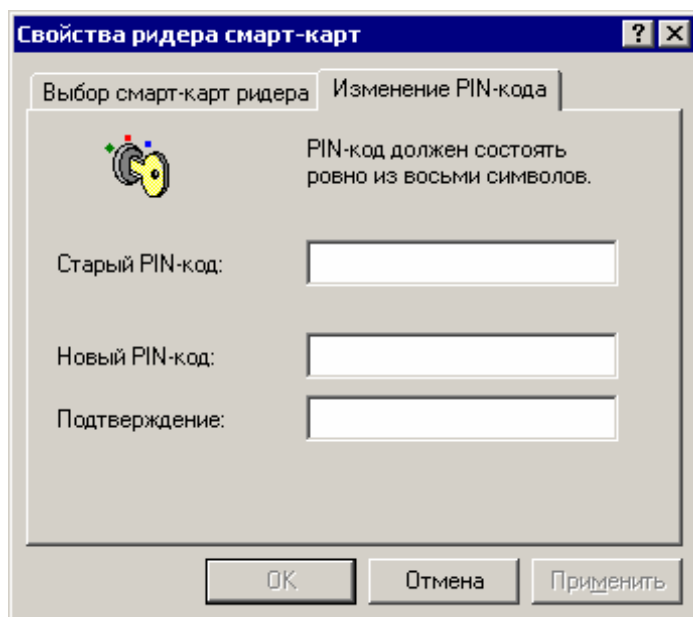 Свойства ридера смарт-карт
Выбор смарт-карт ридера
Изменение PIN-кода
PIN-код должен состоять
ровно из восьми символов.
Старый PIN-код:
Новый PIN-код:
Подтверждение:
OK
Отмена
Применить